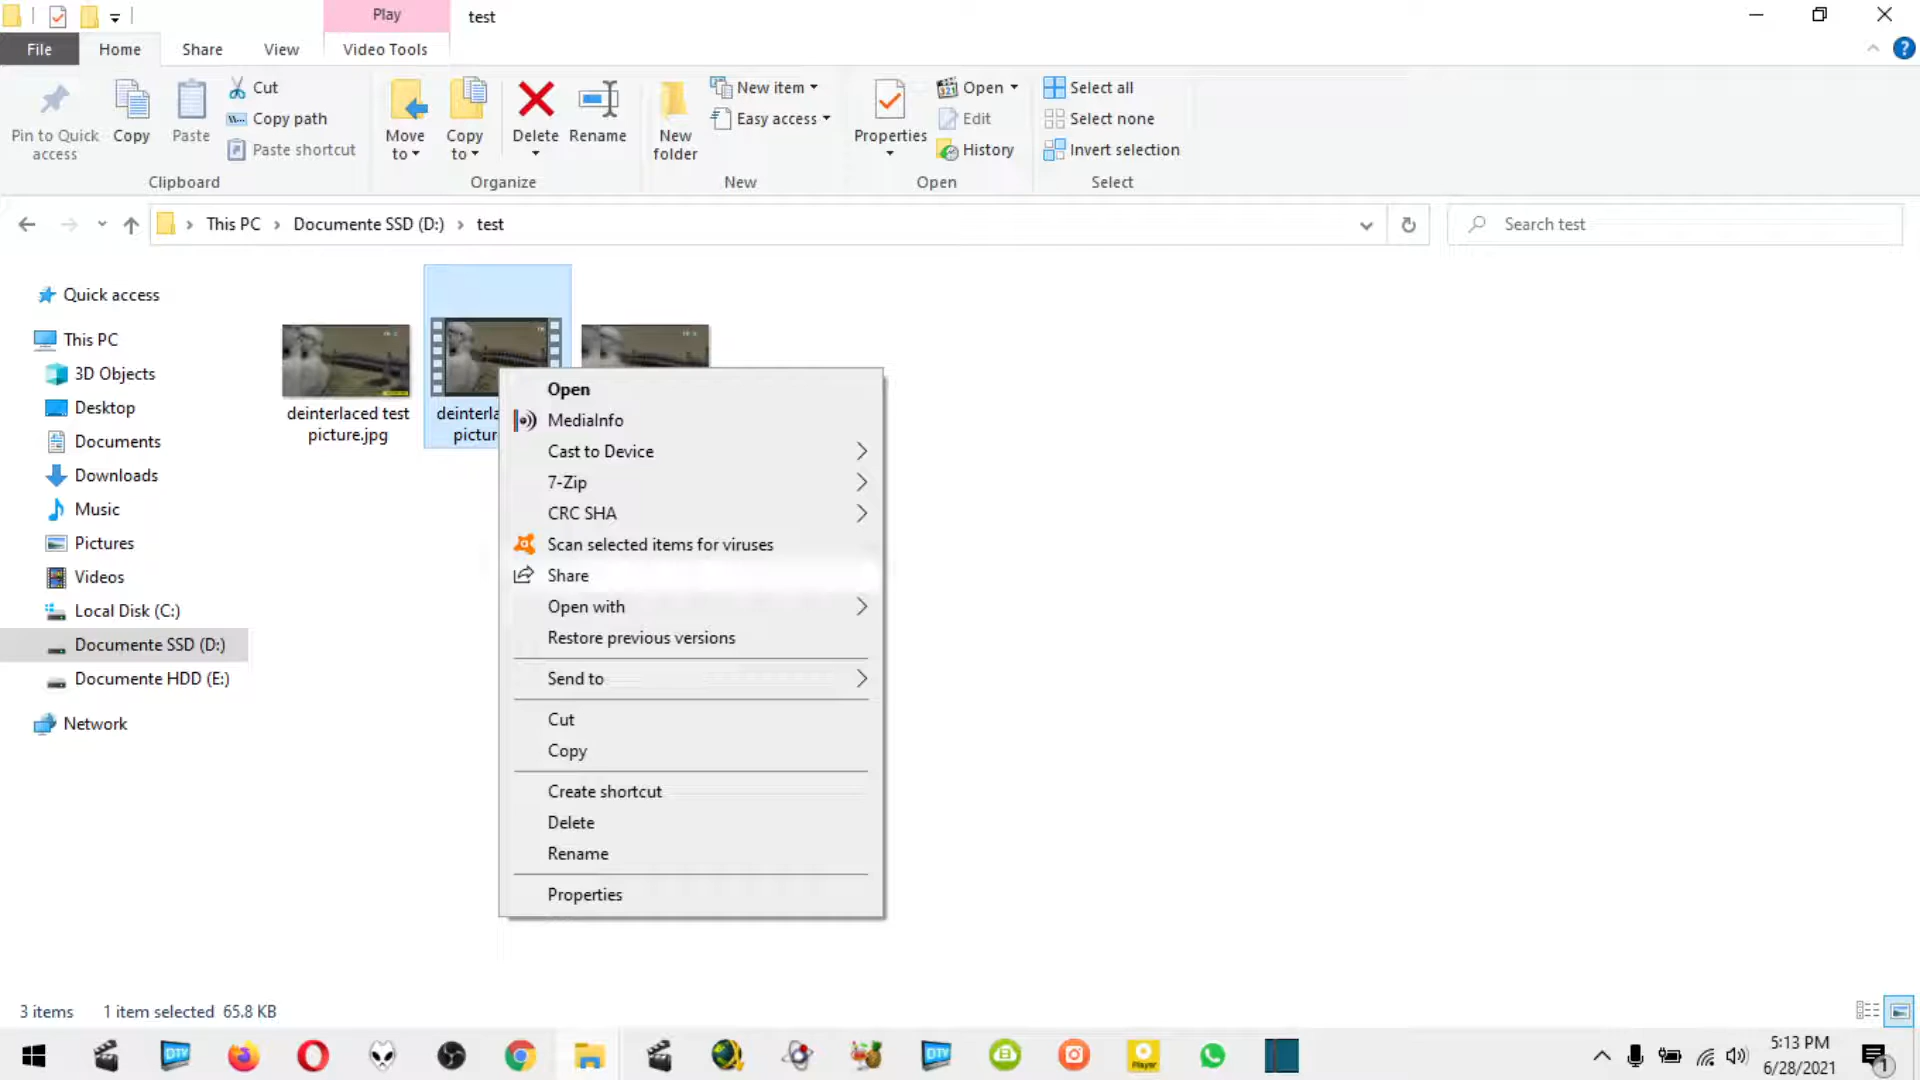 Play
test
File
Home
Share
View
Video Tools
Pin to Quick
access
Copy
Paste
Cut
Copy path
Paste shortcut
Clipboard
Move
to
Copy
to
Delete
Rename
Organize
New
folder
New item
Easy access
New
Properties
Open
Edit
History
Open
Select all
Select none
Invert selection
Select
This PC
Documente SSD (D:)
test
Search test
Quick access
This PC
3D Objects
Desktop
Documents
Downloads
Music
Pictures
Videos
Local Disk (C:)
Documente SSD (D:)
Documente HDD (E:)
Network
deinterlaced test
picture.jpg
deinterla
pictur
Open
MediaInfo
Cast to Device
7-Zip
CRC SHA
Scan selected items for viruses
Share
Open with
Restore previous versions
Send to
Cut
Copy
Create shortcut
Delete
Rename
Properties
3 items
1 item selected 65.8 KB
DTV
DTV
Player
5:13 PM
6/28/2021
1